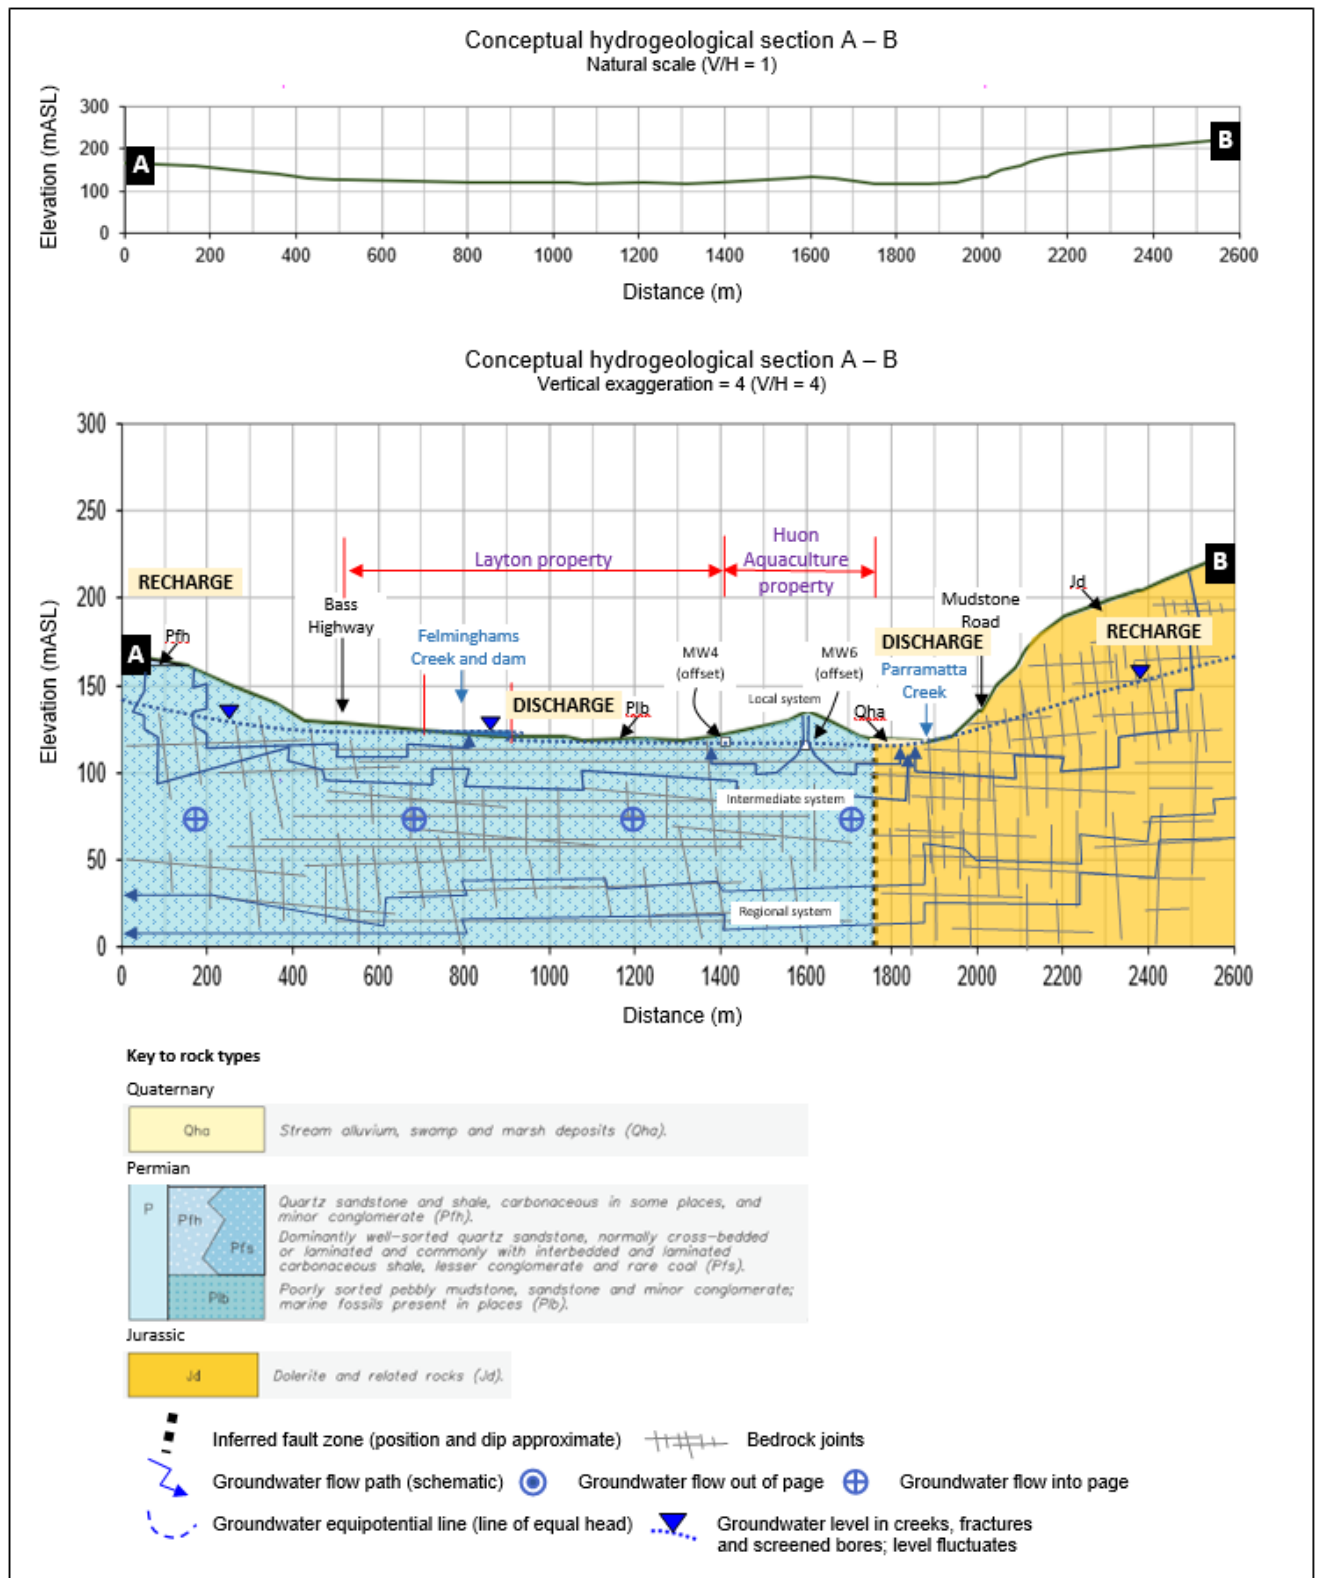 Conceptual hydrogeological section A – B
Natural scale (V/H = 1)
Elevation (mASL)
300
200
100
0
A
B
0 200 400 600 800 1000 1200 1400 1600 1800 2000 2200 2400 2600
Distance (m)
Conceptual hydrogeological section A – B
Vertical exaggeration = 4 (V/H = 4)
Elevation (mASL)
300
250
200
150
100
50
0
Huon
Aquaculture
property
Layton property
RECHARGE
B
Jd
Bass
Highway
Mudstone
Road
RECHARGE
Pfh
A
Felminghams
Creek and dam
DISCHARGE
MW4
(offset)
MW6
(offset)
Parramatta
Creek
DISCHARGE
Plb
Local system
Qha
Intermediate system
Regional system
0 200 400 600 800 1000 1200 1400 1600 1800 2000 2200 2400 2600
Distance (m)
Key to rock types
Quaternary
Qha
Stream alluvium, swamp and marsh deposits (Qha).
Permian
P
Pfh
Pfs
Plb
Quartz sandstone and shale, carbonaceous in some places, and
minor conglomerate (Pfh).
Dominantly well-sorted quartz sandstone, normally cross-bedded
or laminated and commonly with interbedded and laminated
carbonaceous shale, lesser conglomerate and rare coal (Pfs).
Poorly sorted pebbly mudstone, sandstone and minor conglomerate;
marine fossils present in places (Plb).
Jurassic
Jd
Dolerite and related rocks (Jd).
Inferred fault zone (position and dip approximate)
Bedrock joints
Groundwater flow path (schematic)
Groundwater flow out of page
Groundwater flow into page
Groundwater equipotential line (line of equal head)
Groundwater level in creeks, fractures
and screened bores; level fluctuates